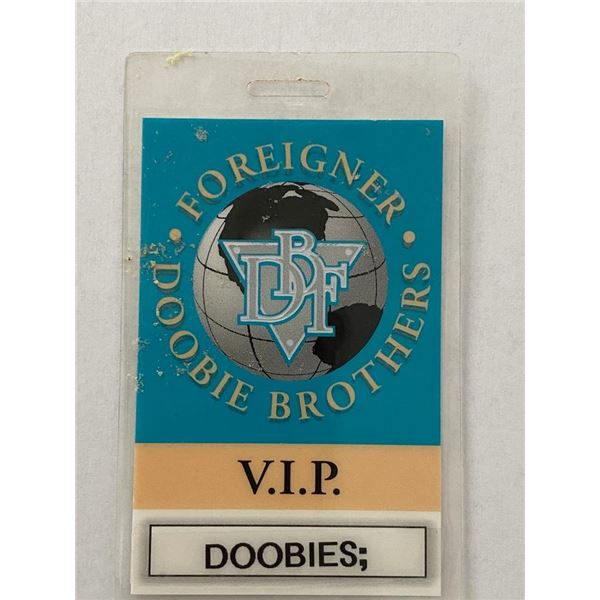 • FOREIGNER •
DOOBIE BROTHERS
DBF
V.I.P.
DOOBIES;